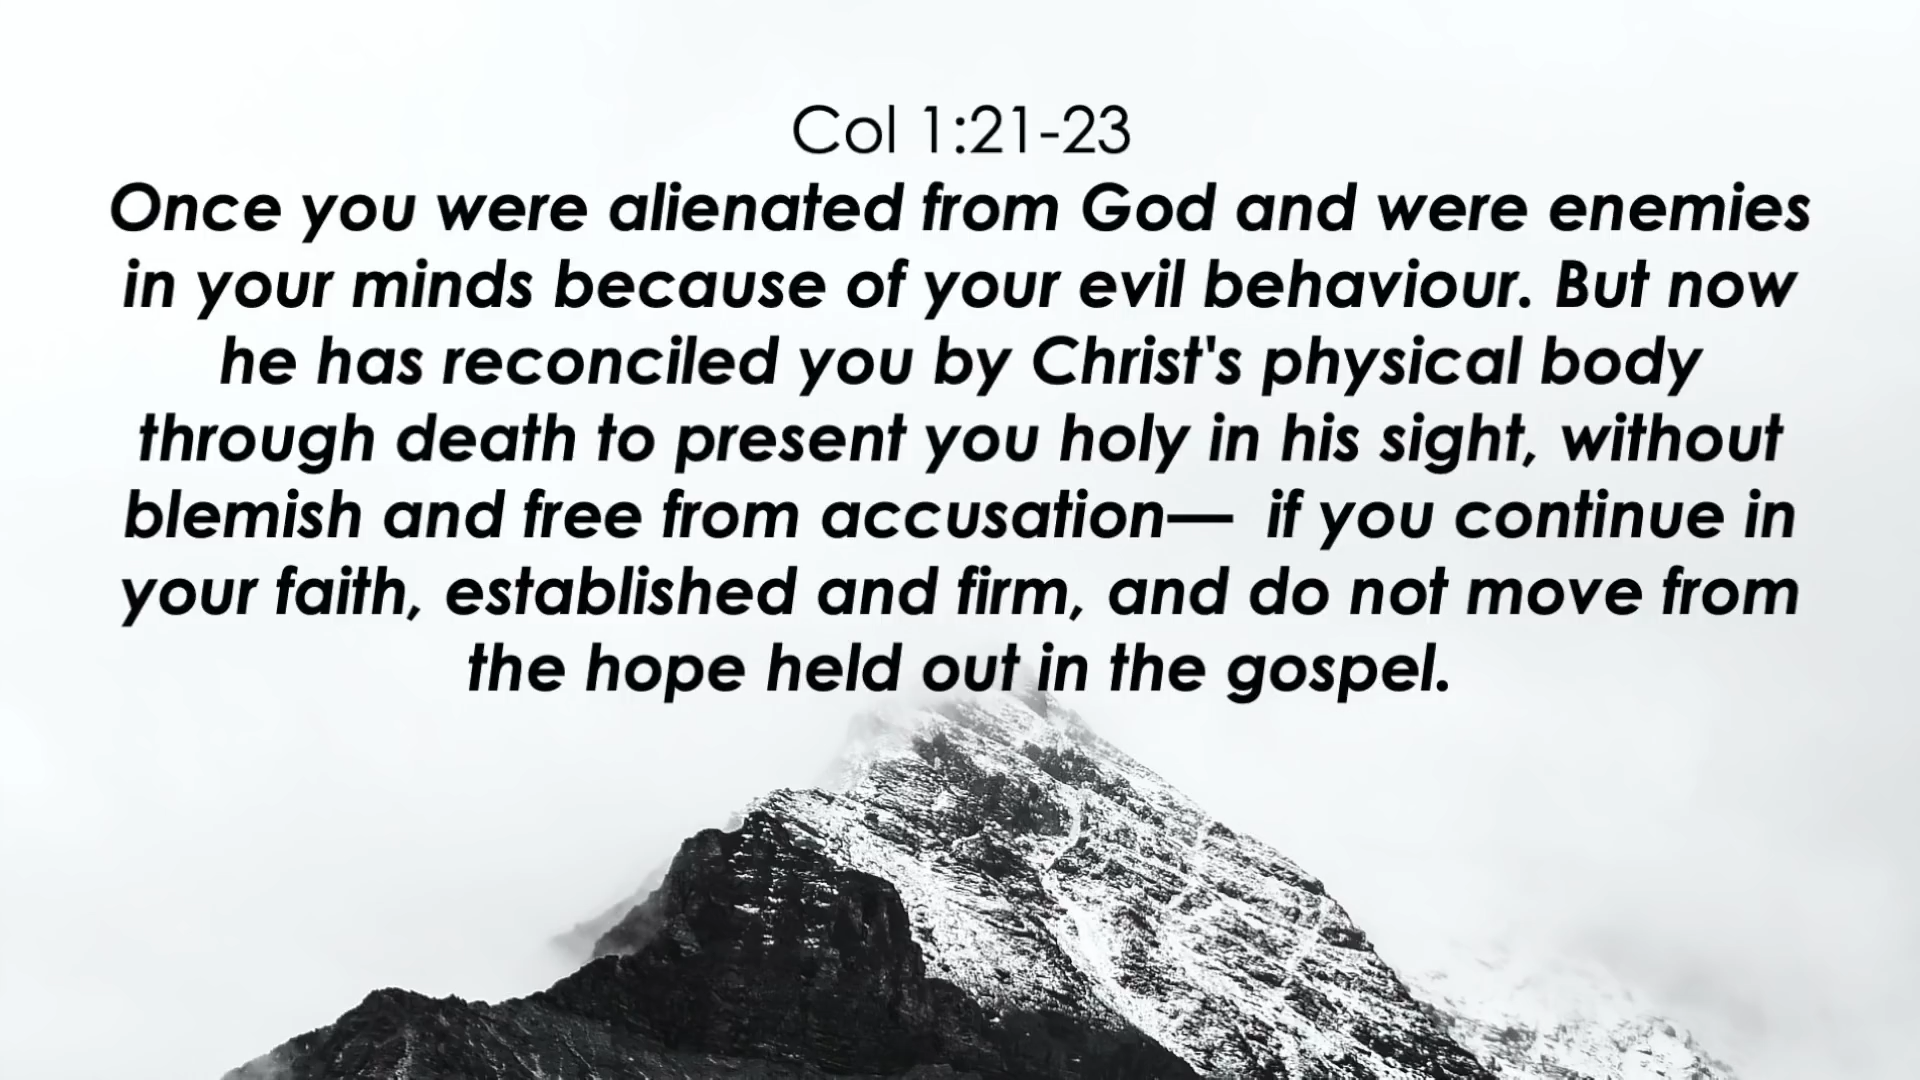 Col 1:21-23
Once you were alienated from God and were enemies
in your minds because of your evil behaviour. But now
he has reconciled you by Christ's physical body
through death to present you holy in his sight, without
blemish and free from accusation—  if you continue in
your faith, established and firm, and do not move from
the hope held out in the gospel.